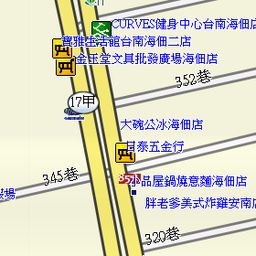 CURVES健身中心台南海佃店
寶雅生活館台南海佃二店
金玉堂文具批發廣場海佃店
352巷
17甲
大碗公冰海佃店
日泰五金行
345巷
小品屋鍋燒意麵海佃店
胖老爹美式炸雞安南店
320巷